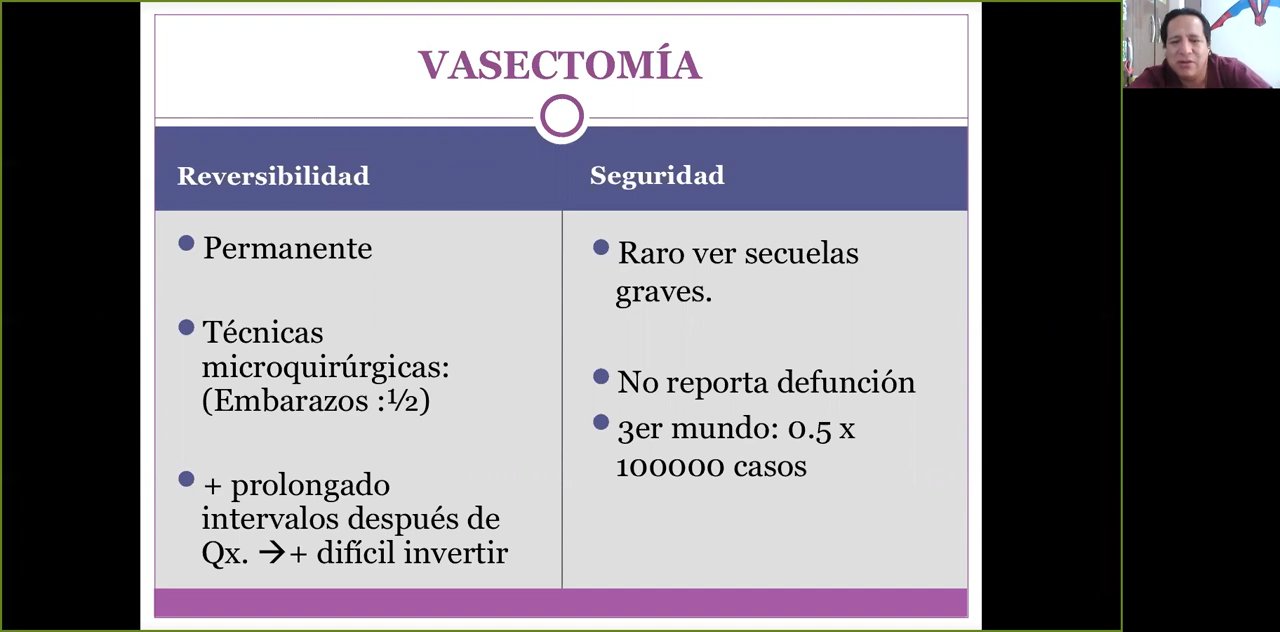 VASECTOMÍA
Reversibilidad
Permanente
Técnicas
microquirúrgicas:
(Embarazos :½)
+ prolongado
intervalos después de
Qx. →+ difícil invertir
Seguridad
Raro ver secuelas
graves.
No reporta defunción
3er mundo: 0.5 x
100000 casos